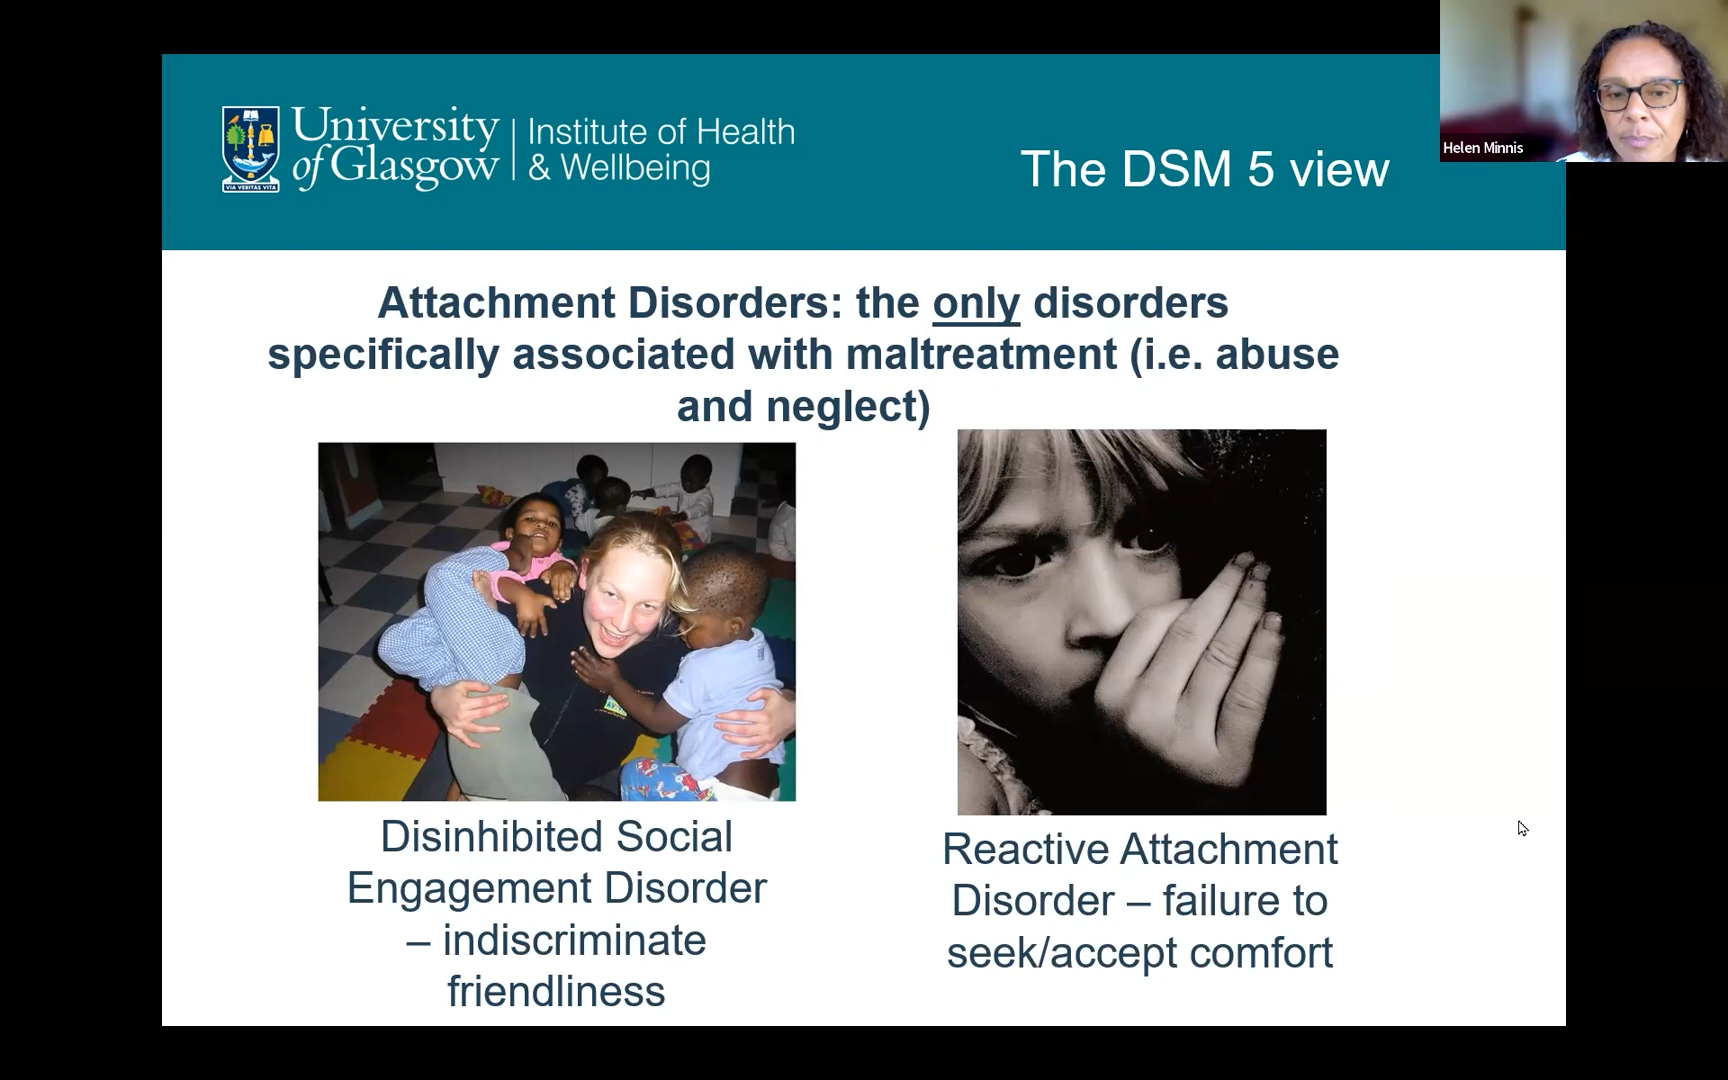 University
of Glasgow
Institute of Health
& Wellbeing
VIA VERITAS VITA
The DSM 5 view
Helen Minnis
Attachment Disorders: the only disorders
specifically associated with maltreatment (i.e. abuse
and neglect)
Disinhibited Social
Engagement Disorder
– indiscriminate
friendliness
Reactive Attachment
Disorder – failure to
seek/accept comfort